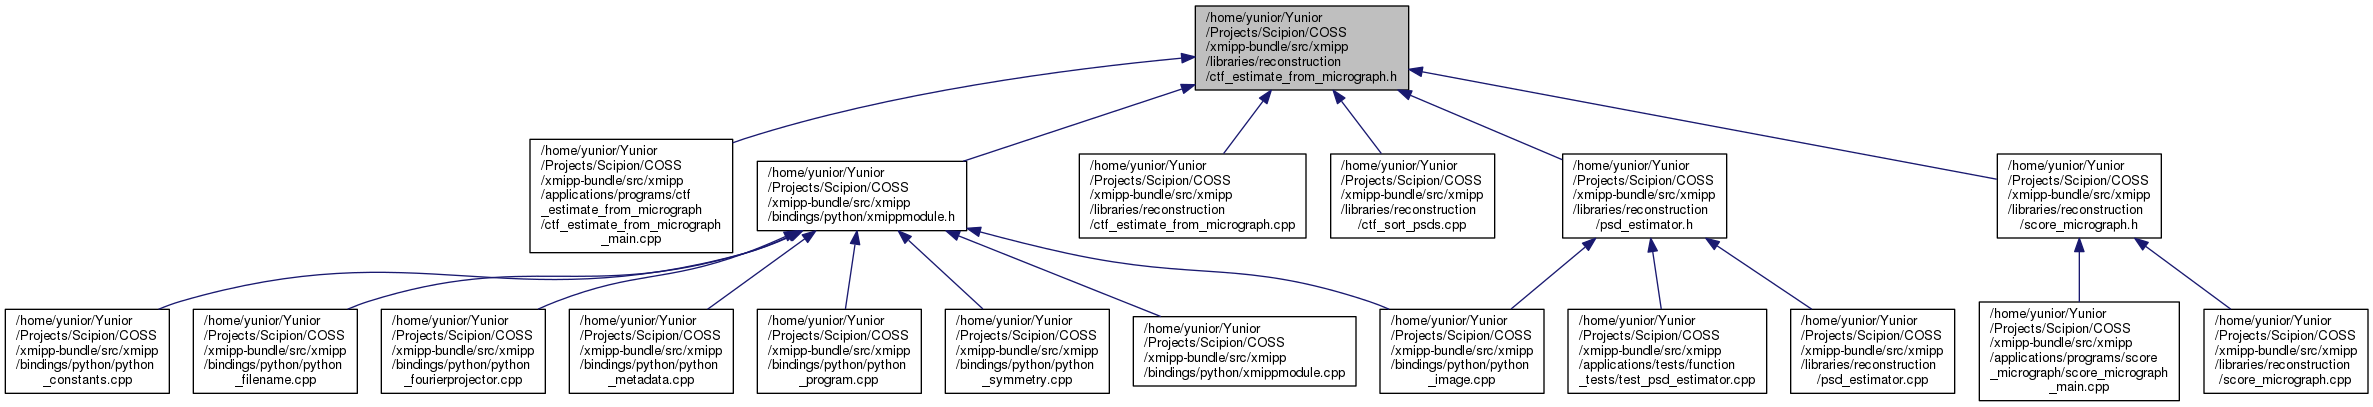 /home/yunior/Yunior
/Projects/Scipion/COSS
/xmipp-bundle/src/xmipp
/libraries/reconstruction
/ctf_estimate_from_micrograph.h
/home/yunior/Yunior
/Projects/Scipion/COSS
/xmipp-bundle/src/xmipp
/applications/programs/ctf
_estimate_from_micrograph
/ctf_estimate_from_micrograph
_main.cpp
/home/yunior/Yunior
/Projects/Scipion/COSS
/xmipp-bundle/src/xmipp
/bindings/python/xmippmodule.h
/home/yunior/Yunior
/Projects/Scipion/COSS
/xmipp-bundle/src/xmipp
/libraries/reconstruction
/ctf_estimate_from_micrograph.cpp
/home/yunior/Yunior
/Projects/Scipion/COSS
/xmipp-bundle/src/xmipp
/libraries/reconstruction
/ctf_sort_psds.cpp
/home/yunior/Yunior
/Projects/Scipion/COSS
/xmipp-bundle/src/xmipp
/libraries/reconstruction
/psd_estimator.h
/home/yunior/Yunior
/Projects/Scipion/COSS
/xmipp-bundle/src/xmipp
/libraries/reconstruction
/score_micrograph.h
/home/yunior/Yunior
/Projects/Scipion/COSS
/xmipp-bundle/src/xmipp
/bindings/python/python
_constants.cpp
/home/yunior/Yunior
/Projects/Scipion/COSS
/xmipp-bundle/src/xmipp
/bindings/python/python
_filename.cpp
/home/yunior/Yunior
/Projects/Scipion/COSS
/xmipp-bundle/src/xmipp
/bindings/python/python
_fourierprojector.cpp
/home/yunior/Yunior
/Projects/Scipion/COSS
/xmipp-bundle/src/xmipp
/bindings/python/python
_metadata.cpp
/home/yunior/Yunior
/Projects/Scipion/COSS
/xmipp-bundle/src/xmipp
/bindings/python/python
_program.cpp
/home/yunior/Yunior
/Projects/Scipion/COSS
/xmipp-bundle/src/xmipp
/bindings/python/python
_symmetry.cpp
/home/yunior/Yunior
/Projects/Scipion/COSS
/xmipp-bundle/src/xmipp
/bindings/python/xmippmodule.cpp
/home/yunior/Yunior
/Projects/Scipion/COSS
/xmipp-bundle/src/xmipp
/bindings/python/python
_image.cpp
/home/yunior/Yunior
/Projects/Scipion/COSS
/xmipp-bundle/src/xmipp
/applications/tests/function
_tests/test_psd_estimator.cpp
/home/yunior/Yunior
/Projects/Scipion/COSS
/xmipp-bundle/src/xmipp
/libraries/reconstruction
/psd_estimator.cpp
/home/yunior/Yunior
/Projects/Scipion/COSS
/xmipp-bundle/src/xmipp
/applications/programs/score
_micrograph/score_micrograph
_main.cpp
/home/yunior/Yunior
/Projects/Scipion/COSS
/xmipp-bundle/src/xmipp
/libraries/reconstruction
/score_micrograph.cpp